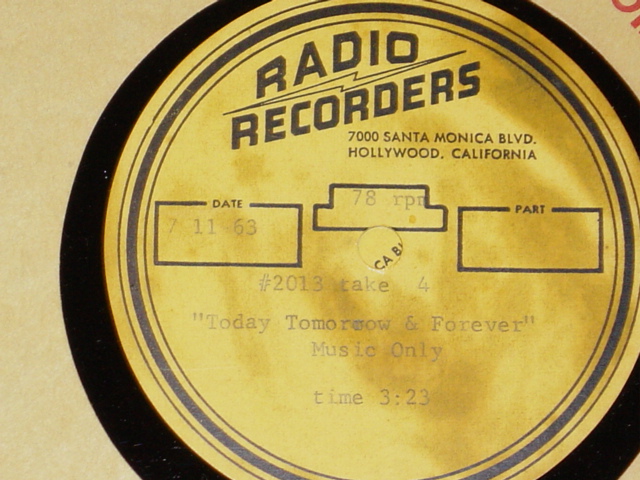 RADIO
RECORDERS
7000 SANTA MONICA BLVD.
HOLLYWOOD, CALIFORNIA
78 rpm
DATE
PART
7 11 63
CA
#2013 take 4
"Today Tomorrow & Forever"
Music Only
time 3:23